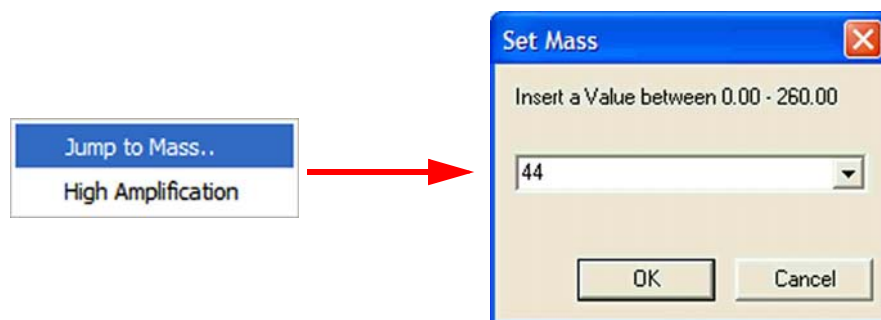 Jump to Mass..
High Amplification
Set Mass
Insert a Value between 0.00 - 260.00
44
OK
Cancel